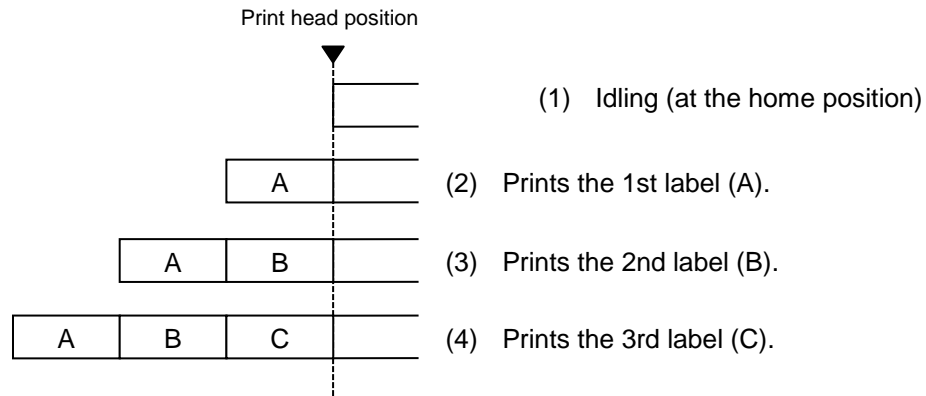 Print head position
(1) Idling (at the home position)
A (2) Prints the 1st label (A).
A B (3) Prints the 2nd label (B).
A B C (4) Prints the 3rd label (C).